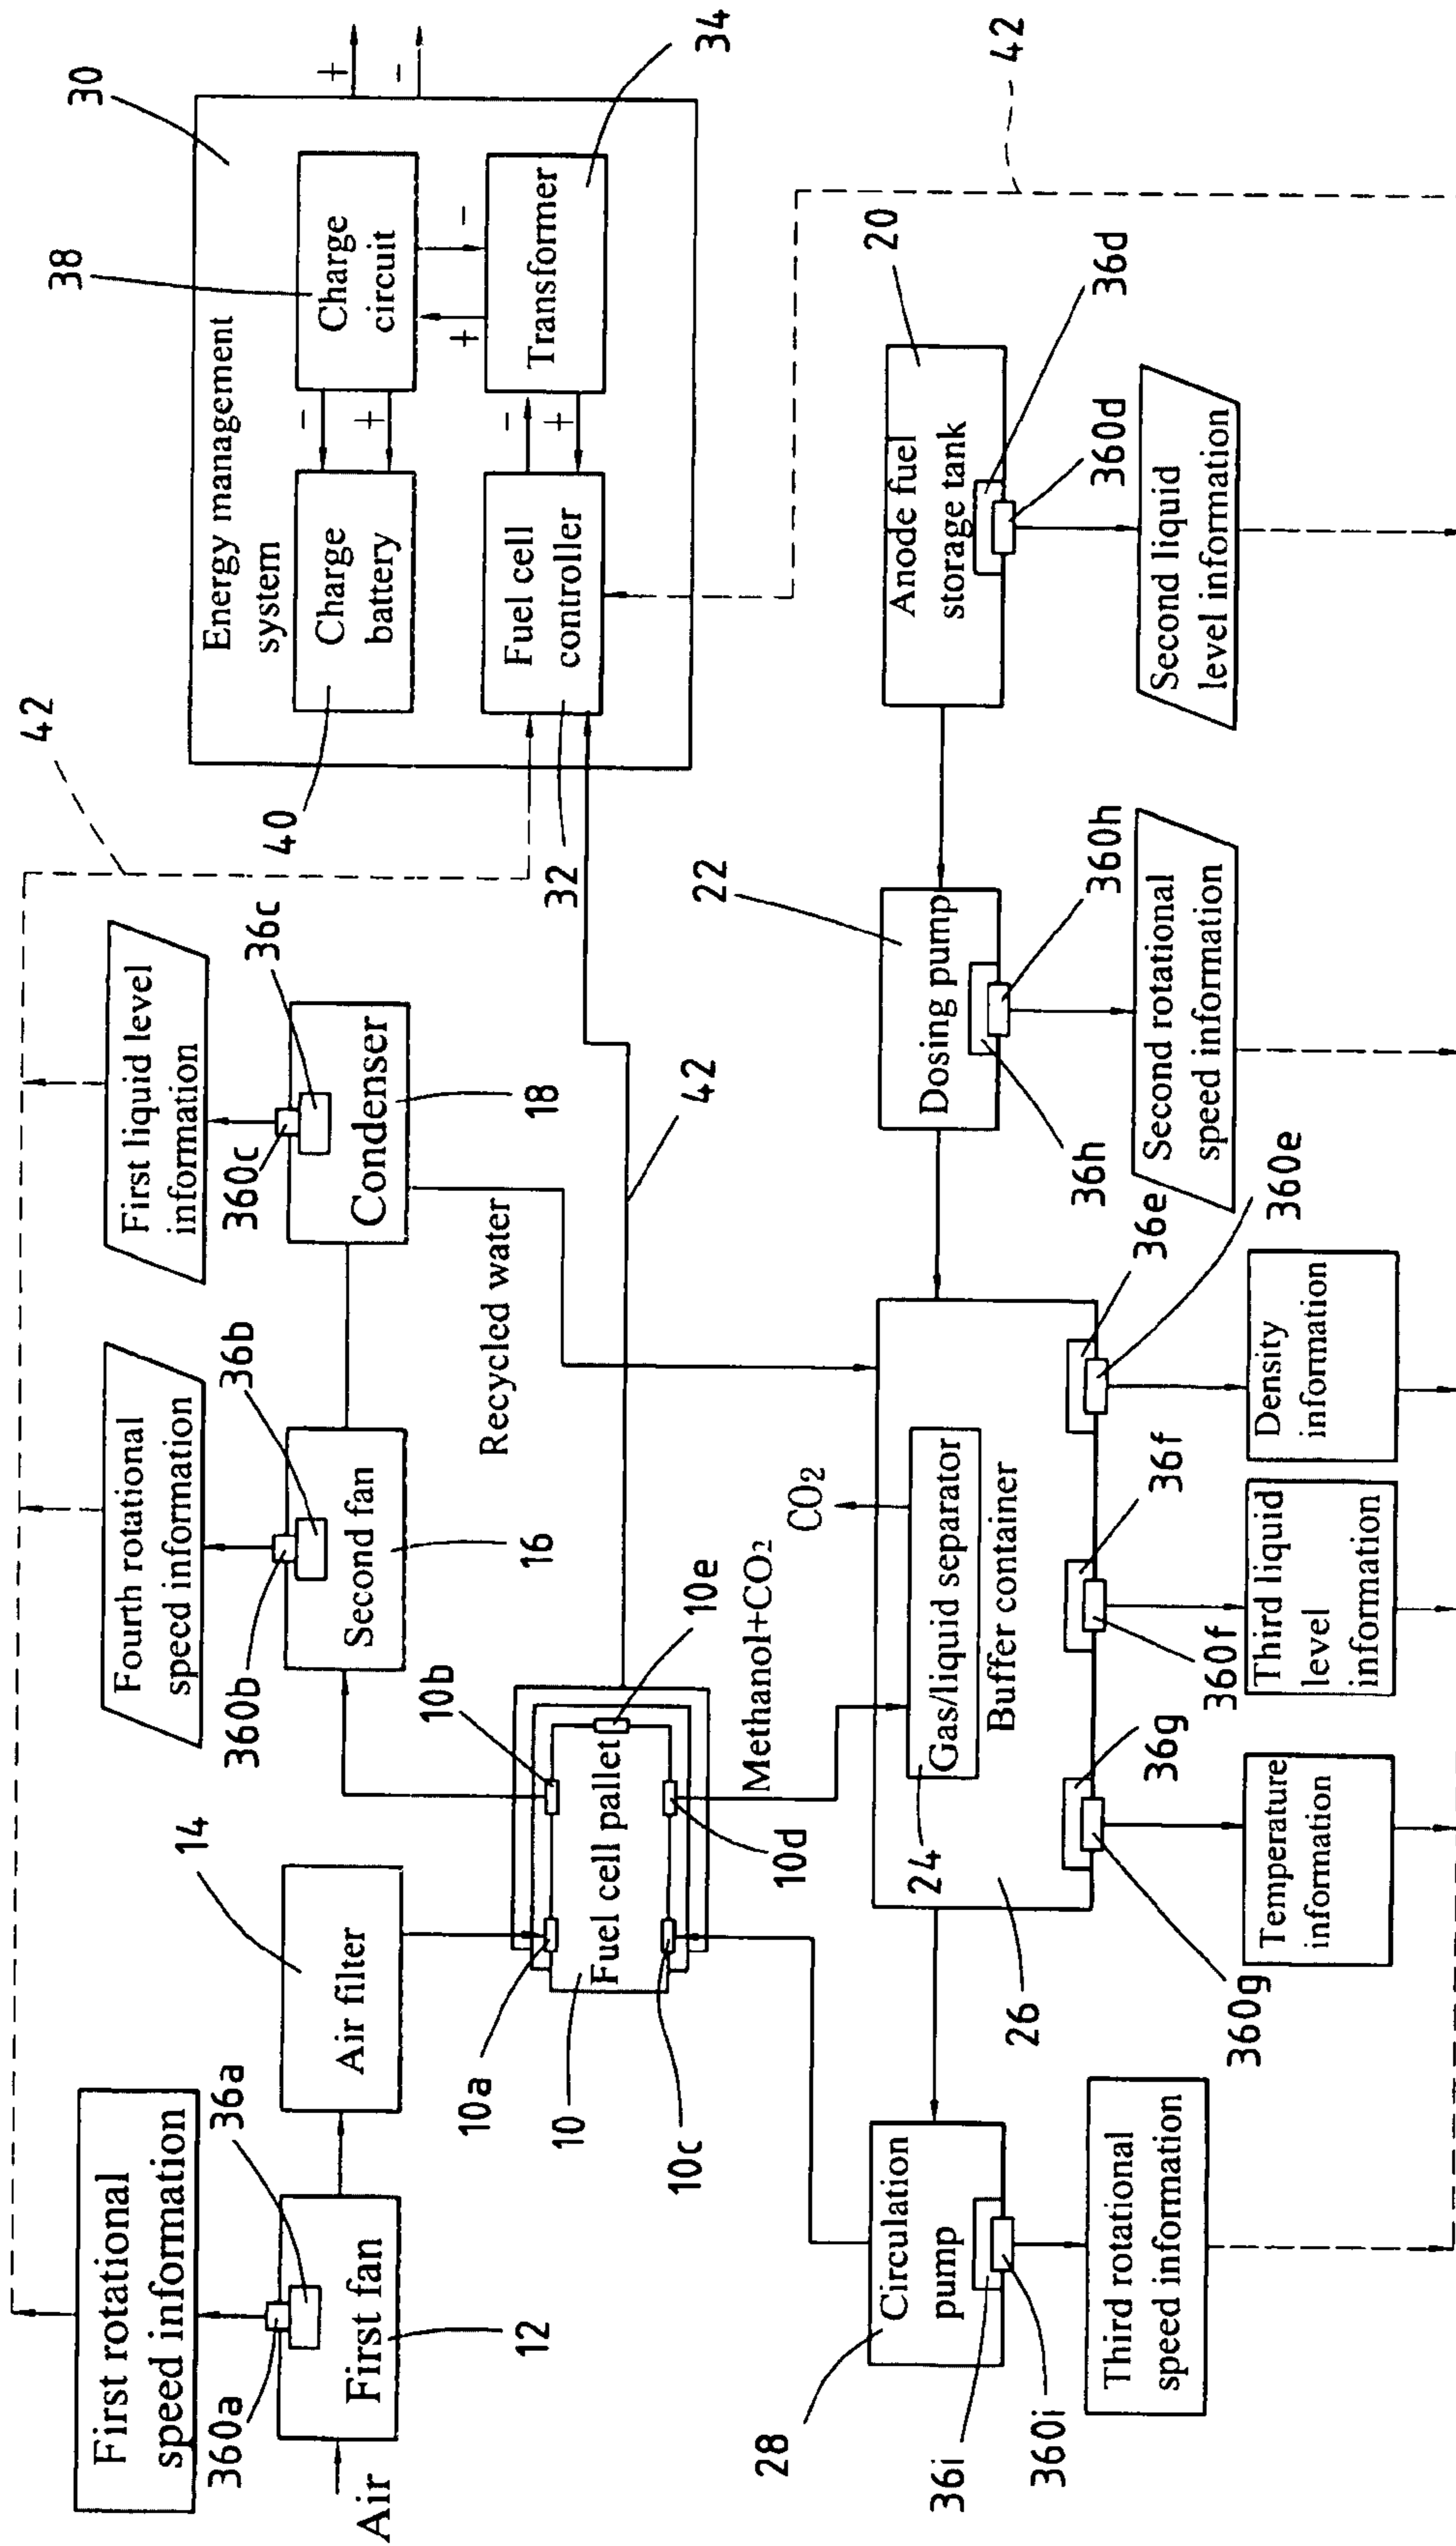 First rotational
speed information
360a
36a
First fan
12
Air
Air filter
14
Fourth rotational
speed information
360b
36b
Second fan
16
First liquid level
information
360c
36c
Condenser
18
Recycled water
42
30
Energy management
system
Charge
battery
40
Charge
circuit
38
-
+
+
-
Fuel cell
controller
32
Transformer
34
-
+
+
-
42
42
10a
10b
10
Fuel cell pallet
10e
10c
10d
Methanol+CO2
CO2
Circulation
pump
28
36i
360i
Third rotational
speed information
24
Gas/liquid separator
Buffer container
26
36g
360g
Temperature
information
36f
360f
Third liquid
level
information
36e
360e
Density
information
Dosing pump
22
36h
360h
Second rotational
speed information
Anode fuel
storage tank
20
36d
360d
Second liquid
level information